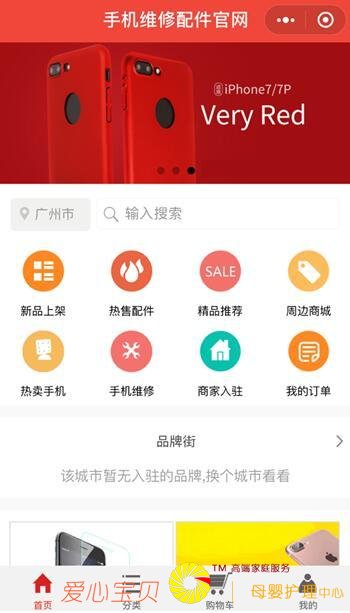 手机维修配件官网
iPhone7/7P
Very Red
广州市
输入搜索
SALE
新品上架
热售配件
精品推荐
周边商城
热卖手机
手机维修
商家入驻
我的订单
品牌街
该城市暂无入驻的品牌,换个城市看看
TM 高端家庭服务
爱心宝贝
母婴护理中心
首页
分类
购物车
我的